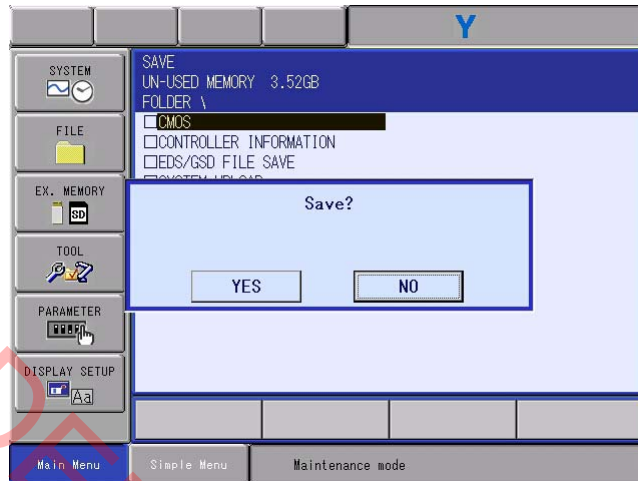 Y
SYSTEM
FILE
EX. MEMORY
SD
TOOL
PARAMETER
DISPLAY SETUP
Aa
SAVE
UN-USED MEMORY 3.52GB
FOLDER \
CMOS
CONTROLLER INFORMATION
EDS/GSD FILE SAVE
Save?
YES NO
Main Menu Simple Menu Maintenance mode